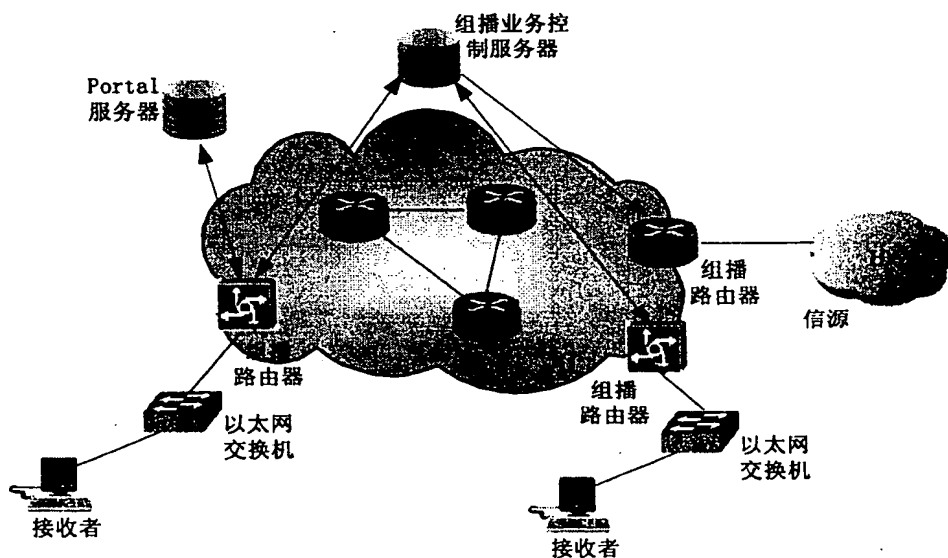 组播业务控
制服务器
Portal
服务器
组播
路由器
信源
路由器
组播
路由器
以太网
交换机
以太网
交换机
接收者
接收者